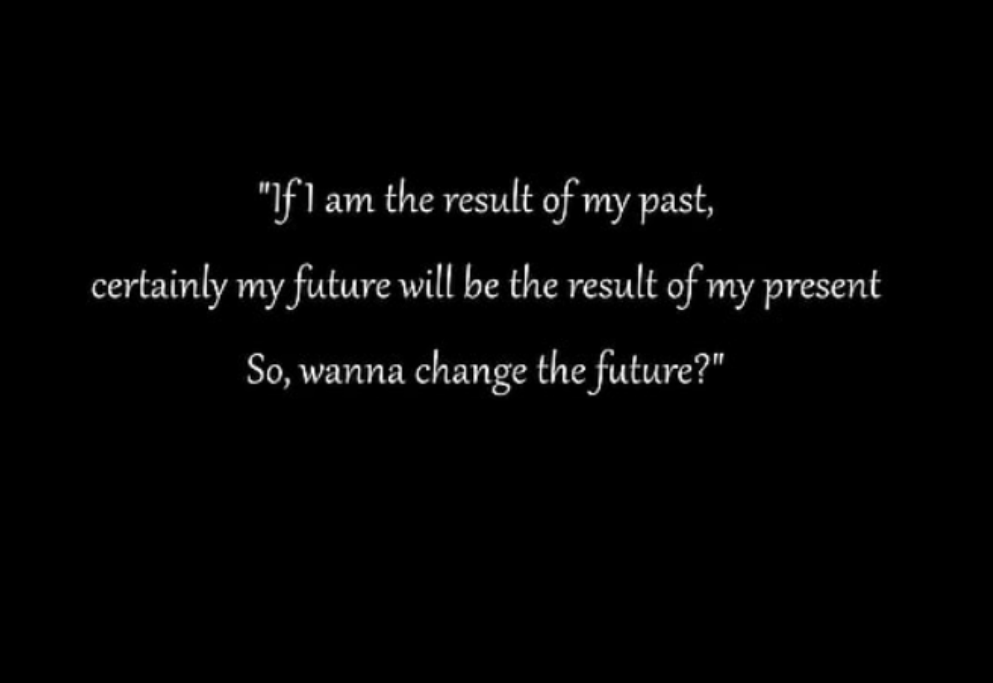 "If I am the result of my past,
certainly my future will be the result of my present
So, wanna change the future?"